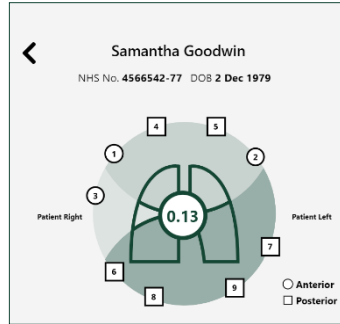 Samantha Goodwin
NHS No. 4566542-77 DOB 2 Dec 1979
4 5
1 2
3
0.13
Patient Right Patient Left
7
6
9
8
Anterior
Posterior